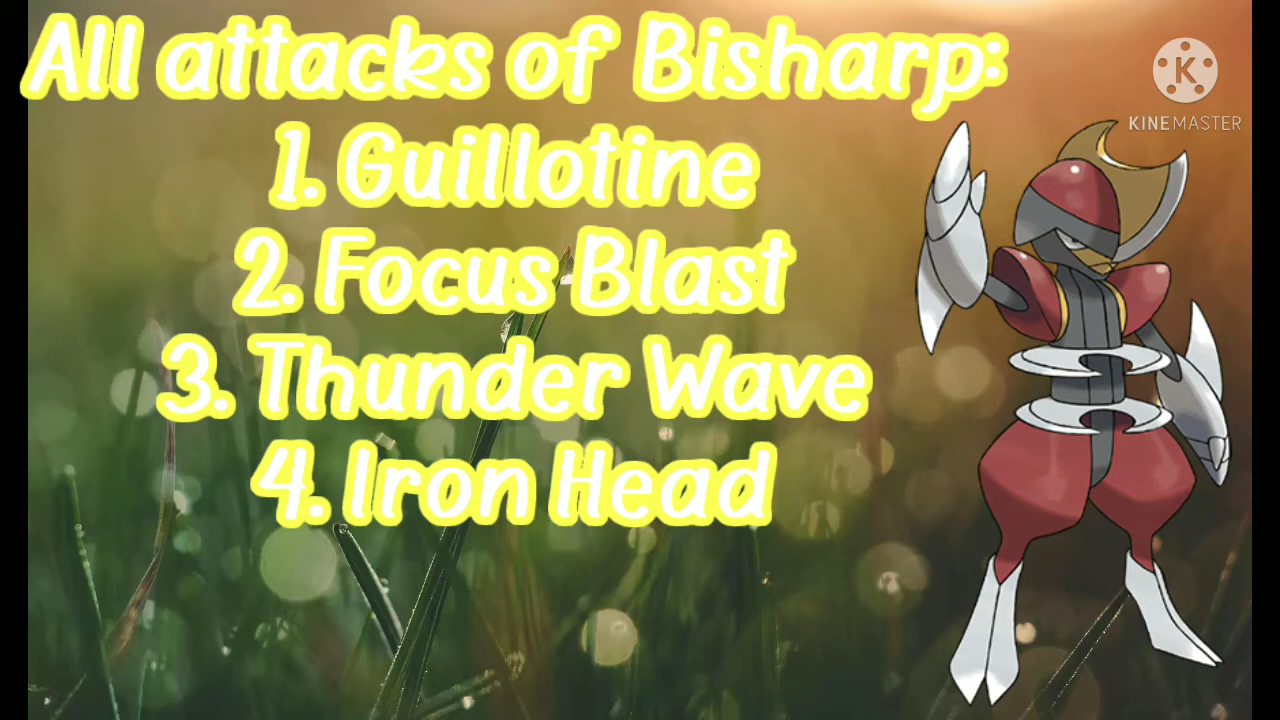 All attacks of Bisharp:
1. Guillotine
2. Focus Blast
3. Thunder Wave
4. Iron Head
K
KINEMASTER